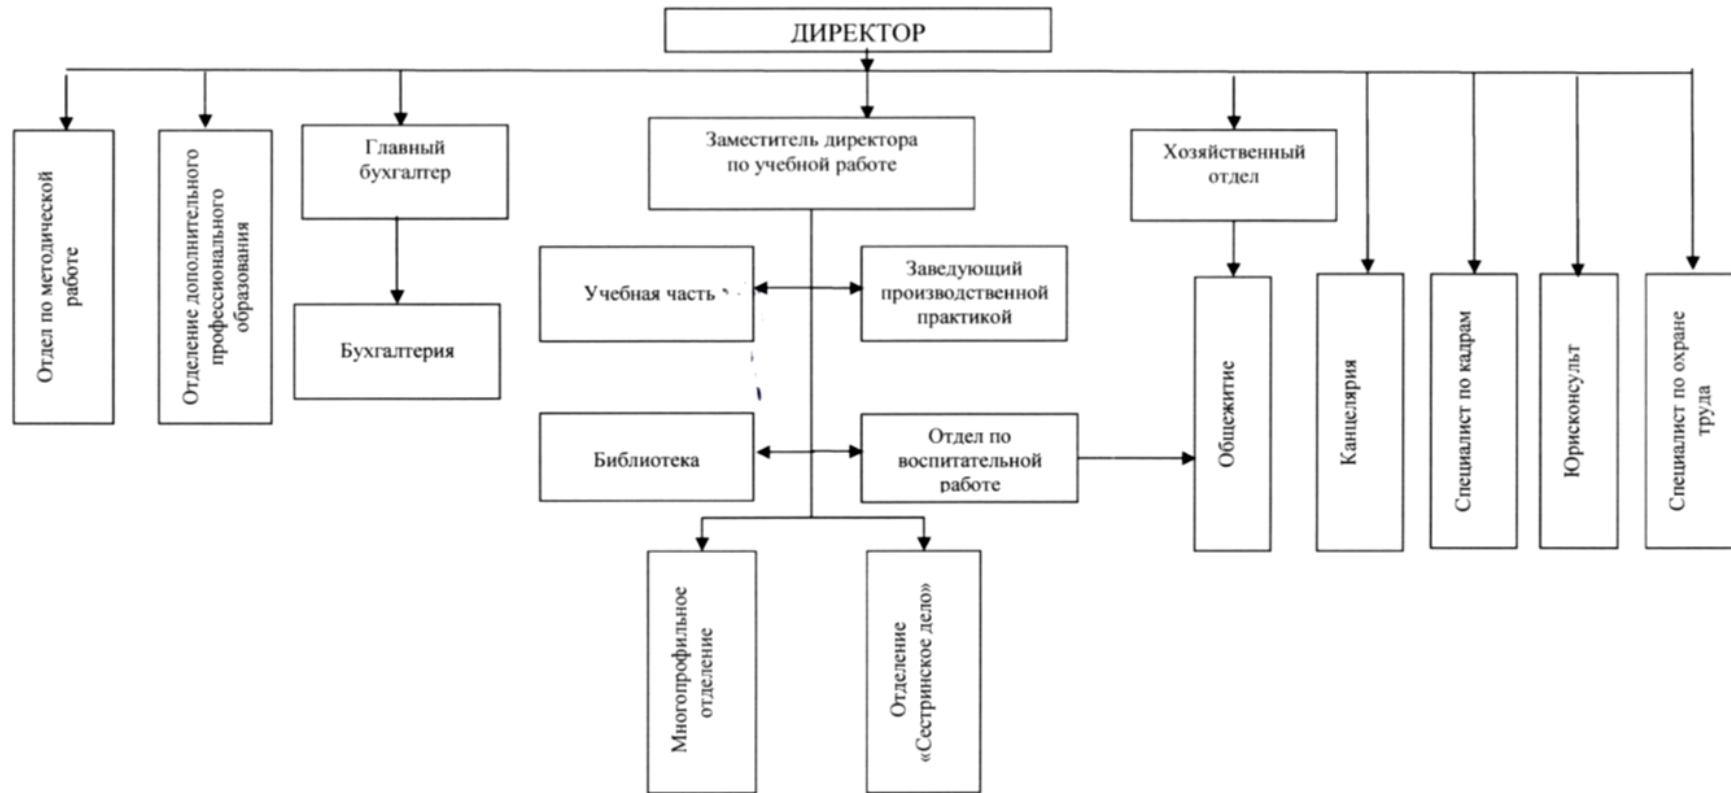 ДИРЕКТОР
Отдел по методической
работе
Отделение дополнительного
профессионального
образования
Главный
бухгалтер
Заместитель директора
по учебной работе
Хозяйственный
отдел
Бухгалтерия
Учебная часть
Заведующий
производственной
практикой
Библиотека
Отдел по
воспитательной
работе
Общежитие
Канцелярия
Специалист по кадрам
Юрисконсульт
Специалист по охране
труда
Многопрофильное
отделение
Отделение
«Сестринское дело»